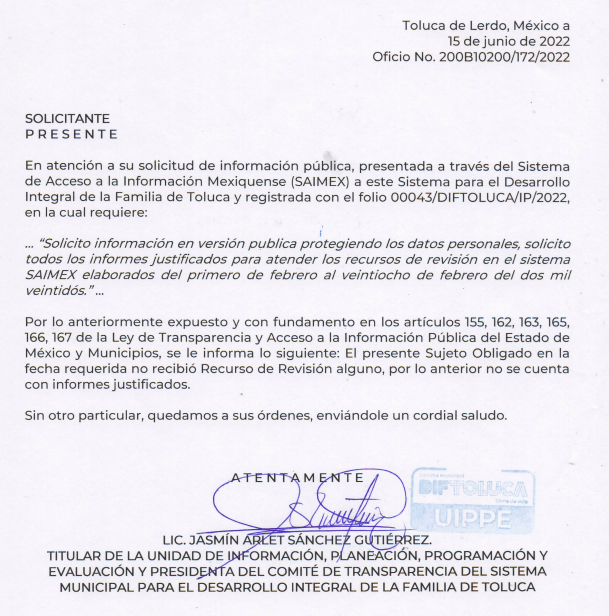 Toluca de Lerdo, México a
15 de junio de 2022
Oficio No. 200B10200/172/2022
SOLICITANTE
P R E S E N T E
En atención a su solicitud de información pública, presentada a través del Sistema
de Acceso a la Información Mexiquense (SAIMEX) a este Sistema para el Desarrollo
Integral de la Familia de Toluca y registrada con el folio 00043/DIFTOLUCA/IP/2022,
en la cual requiere:
... “Solicito información en versión publica protegiendo los datos personales, solicito
todos los informes justificados para atender los recursos de revisión en el sistema
SAIMEX elaborados del primero de febrero al veintiocho de febrero del dos mil
veintidós.” ...
Por lo anteriormente expuesto y con fundamento en los artículos 155, 162, 163, 165,
166, 167 de la Ley de Transparencia y Acceso a la Información Pública del Estado de
México y Municipios, se le informa lo siguiente: El presente Sujeto Obligado en la
fecha requerida no recibió Recurso de Revisión alguno, por lo anterior no se cuenta
con informes justificados.
Sin otro particular, quedamos a sus órdenes, enviándole un cordial saludo.
A T E N T A M E N T E
DIFTOLUCA
UIPPE
LIC. JASMÍN ARLET SÁNCHEZ GUTIÉRREZ.
TITULAR DE LA UNIDAD DE INFORMACIÓN, PLANEACIÓN, PROGRAMACIÓN Y
EVALUACIÓN Y PRESIDENTA DEL COMITÉ DE TRANSPARENCIA DEL SISTEMA
MUNICIPAL PARA EL DESARROLLO INTEGRAL DE LA FAMILIA DE TOLUCA